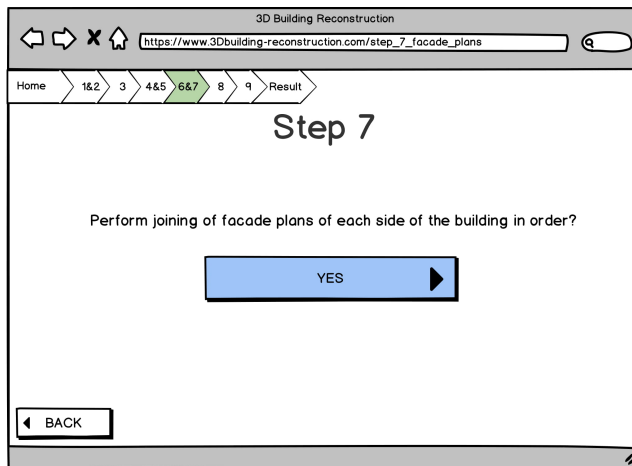 3D Building Reconstruction
https://www.3Dbuilding-reconstruction.com/step_7_facade_plans
Home 1&2 3 4&5 6&7 8 9 Result
Step 7
Perform joining of facade plans of each side of the building in order?
YES
BACK